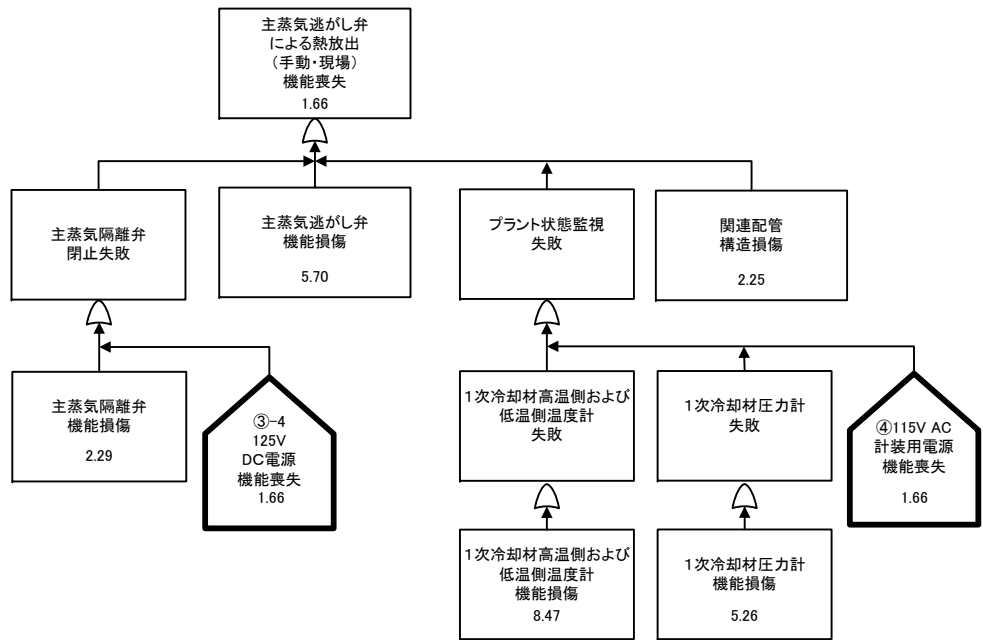 主蒸気逃がし弁
による熱放出
（手動・現場）
機能喪失
1.66
主蒸気隔離弁
閉止失敗
主蒸気逃がし弁
機能損傷
5.70
プラント状態監視
失敗
関連配管
構造損傷
2.25
主蒸気隔離弁
機能損傷
2.29
③-4
125V
DC電源
機能喪失
1.66
1次冷却材高温側および
低温側温度計
失敗
1次冷却材圧力計
失敗
④115V AC
計装用電源
機能喪失
1.66
1次冷却材高温側および
低温側温度計
機能損傷
8.47
1次冷却材圧力計
機能損傷
5.26